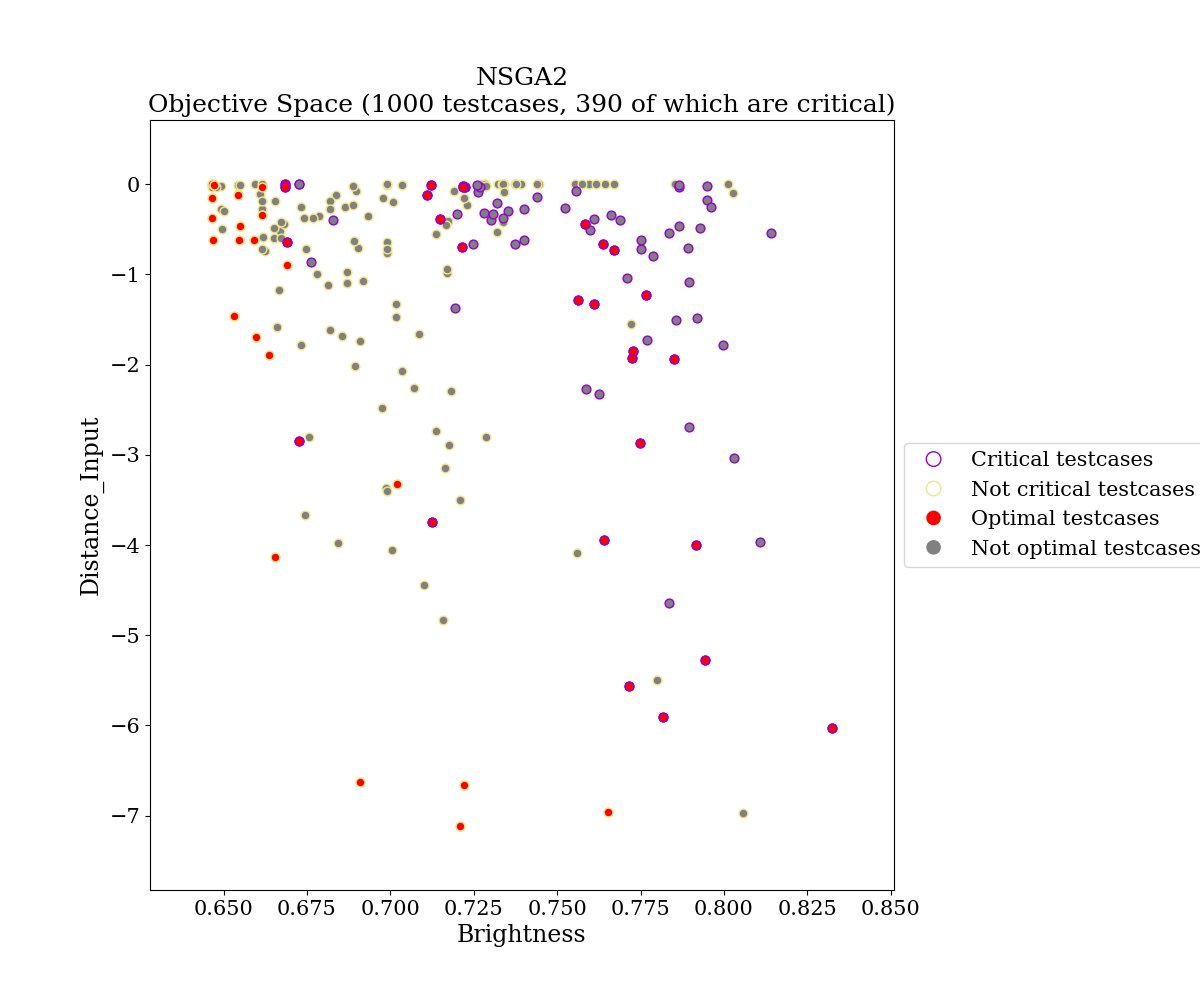 NSGA2
Objective Space (1000 testcases, 390 of which are critical)
0
−1
−2
−3
−4
−5
−6
−7
Distance_Input
0.650 0.675 0.700 0.725 0.750 0.775 0.800 0.825 0.850
Brightness
Critical testcases
Not critical testcases
Optimal testcases
Not optimal testcases